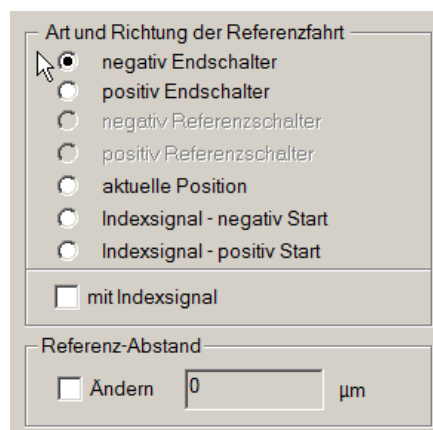 Art und Richtung der Referenzfahrt
negativ Endschalter
positiv Endschalter
negativ Referenzschalter
positiv Referenzschalter
aktuelle Position
Indexsignal - negativ Start
Indexsignal - positiv Start
mit Indexsignal
Referenz-Abstand
Ändern 0 µm